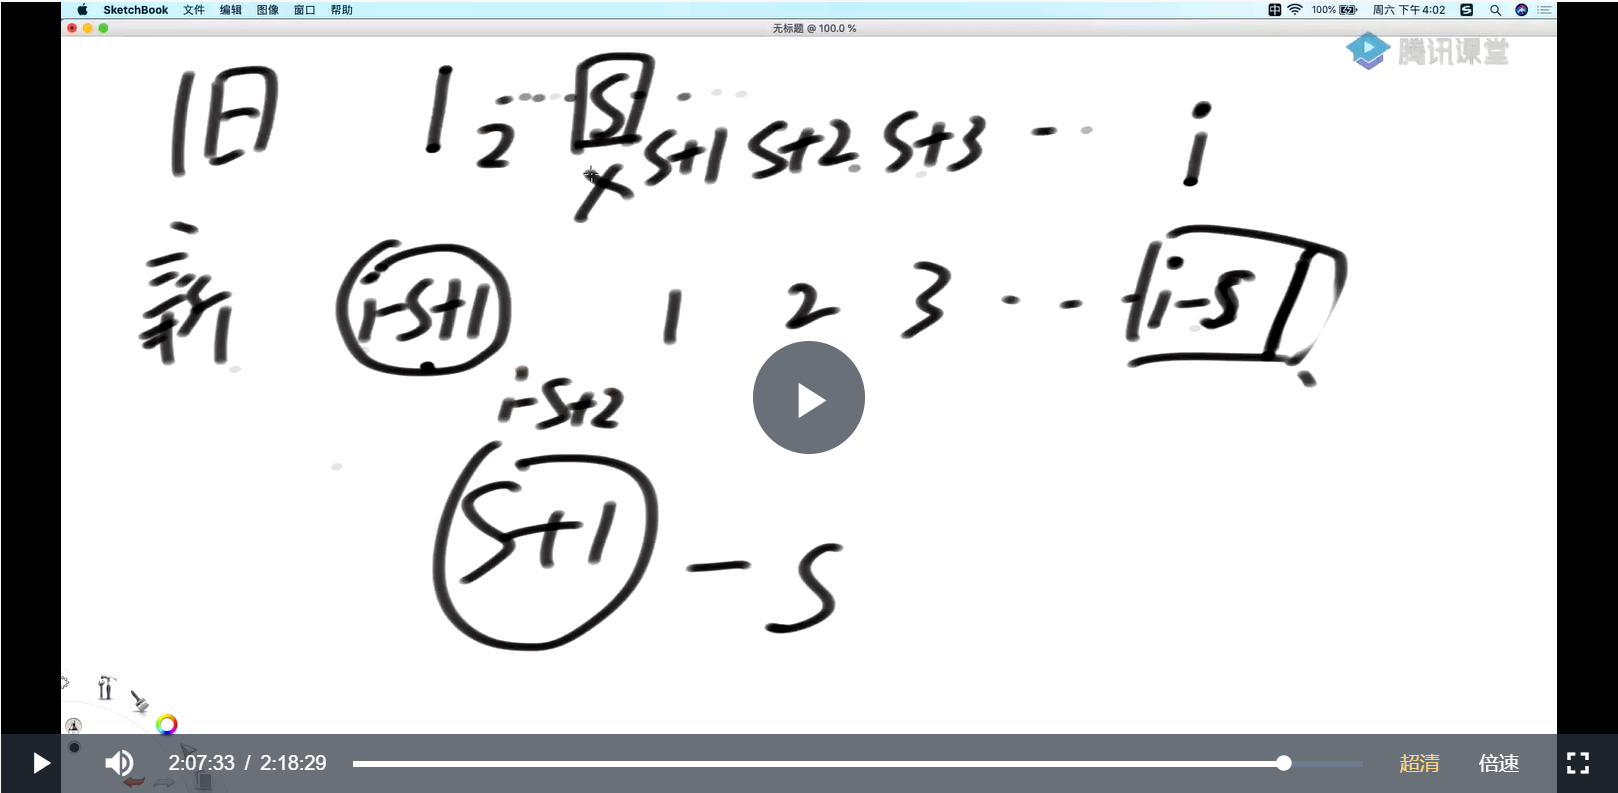 SketchBook 文件 编辑 图像 窗口 帮助 100% 周六 下午4:02
无标题 @ 100.0 %
腾讯课堂
旧 1 2 S S+1 S+2 S+3 i
X
新 i-S+1 1 2 3 i-S
i-S+2
S+1 - S
2:07:33 / 2:18:29 超清 倍速